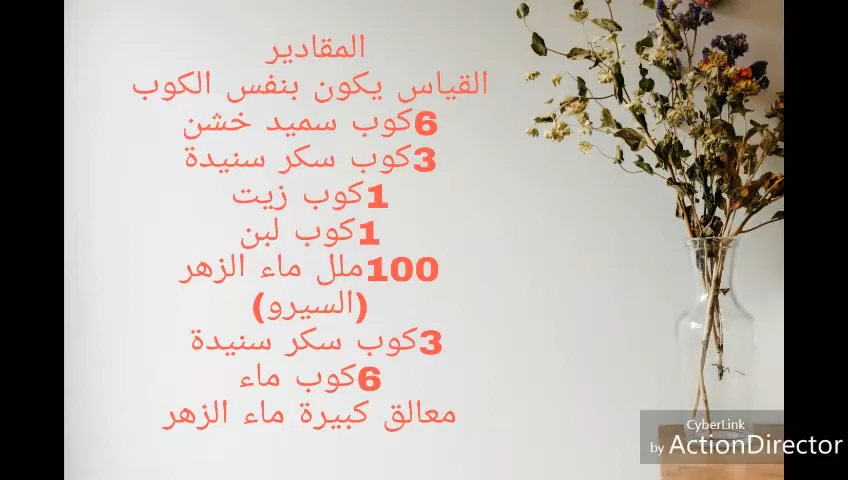 المقادير
القياس يكون بنفس الكوب
6كوب سميد خشن
3كوب سكر سنيدة
1كوب زيت
1كوب لبن
100ملل ماء الزهر
(السيرو)
3كوب سكر سنيدة
6كوب ماء
معالق كبيرة ماء الزهر
CyberLink
by ActionDirector